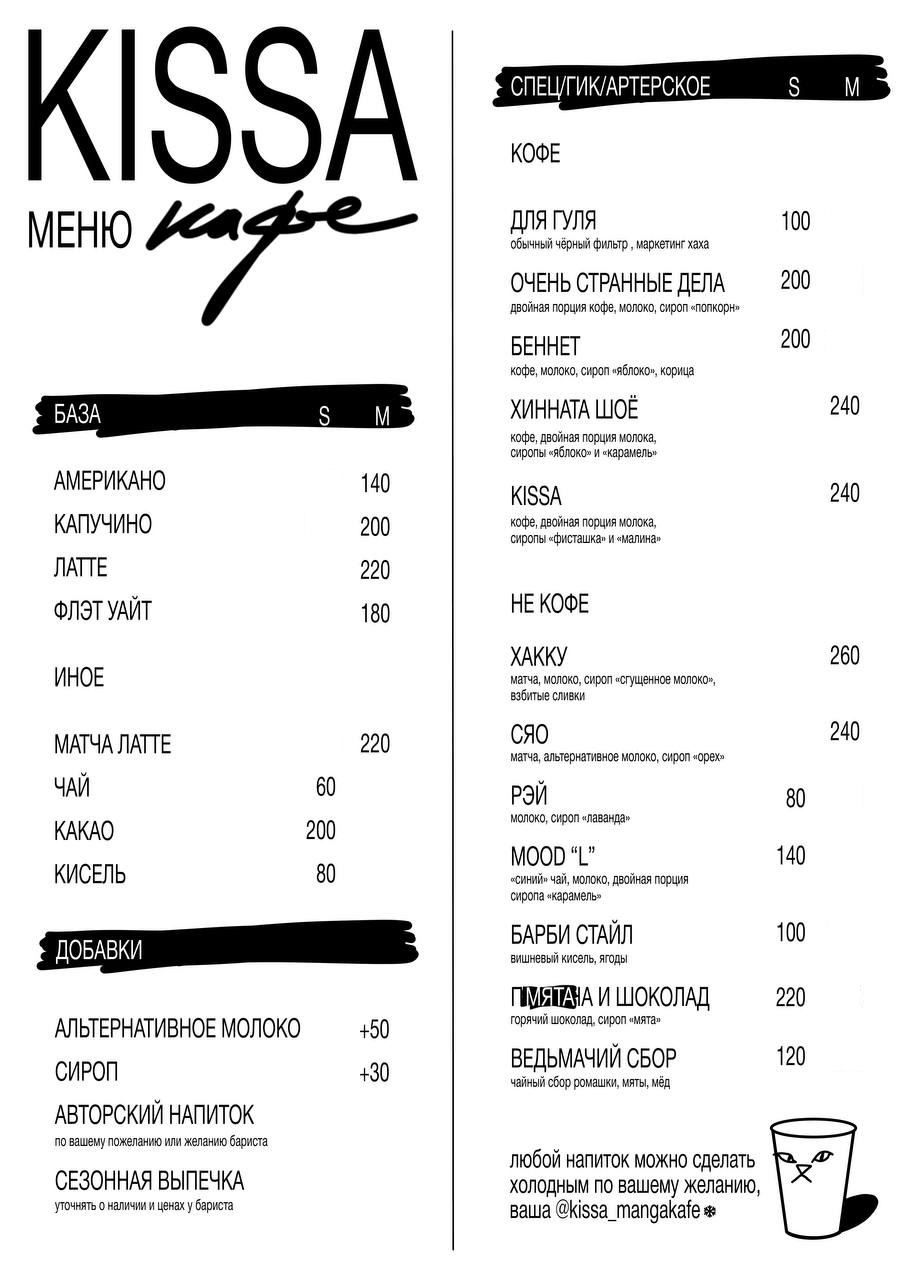 KISSA
МЕНЮ кафе
БАЗА S M
АМЕРИКАНО 140
КАПУЧИНО 200
ЛАТТЕ 220
ФЛЭТ УАЙТ 180
ИНОЕ
МАТЧА ЛАТТЕ 220
ЧАЙ 60
КАКАО 200
КИСЕЛЬ 80
ДОБАВКИ
АЛЬТЕРНАТИВНОЕ МОЛОКО +50
СИРОП +30
АВТОРСКИЙ НАПИТОК
по вашему пожеланию или желанию бариста
СЕЗОННАЯ ВЫПЕЧКА
уточнять о наличии и ценах у бариста
СПЕЦ/ГИК/АРТЕРСКОЕ S M
КОФЕ
ДЛЯ ГУЛЯ 100
обычный чёрный фильтр , маркетинг хаха
ОЧЕНЬ СТРАННЫЕ ДЕЛА 200
двойная порция кофе, молоко, сироп «попкорн»
БЕННЕТ 200
кофе, молоко, сироп «яблоко», корица
ХИННАТА ШОЁ 240
кофе, двойная порция молока,
сиропы «яблоко» и «карамель»
KISSA 240
кофе, двойная порция молока,
сиропы «фисташка» и «малина»
НЕ КОФЕ
ХАККУ 260
матча, молоко, сироп «сгущенное молоко»,
взбитые сливки
СЯО 240
матча, альтернативное молоко, сироп «орех»
РЭЙ 80
молоко, сироп «лаванда»
MOOD “L” 140
«синий» чай, молоко, двойная порция
сиропа «карамель»
БАРБИ СТАЙЛ 100
вишневый кисель, ягоды
МЯТА И ШОКОЛАД 220
горячий шоколад, сироп «мята»
ВЕДЬМАЧИЙ СБОР 120
чайный сбор ромашки, мяты, мёд
любой напиток можно сделать
холодным по вашему желанию,
ваша @kissa_mangakafe❄